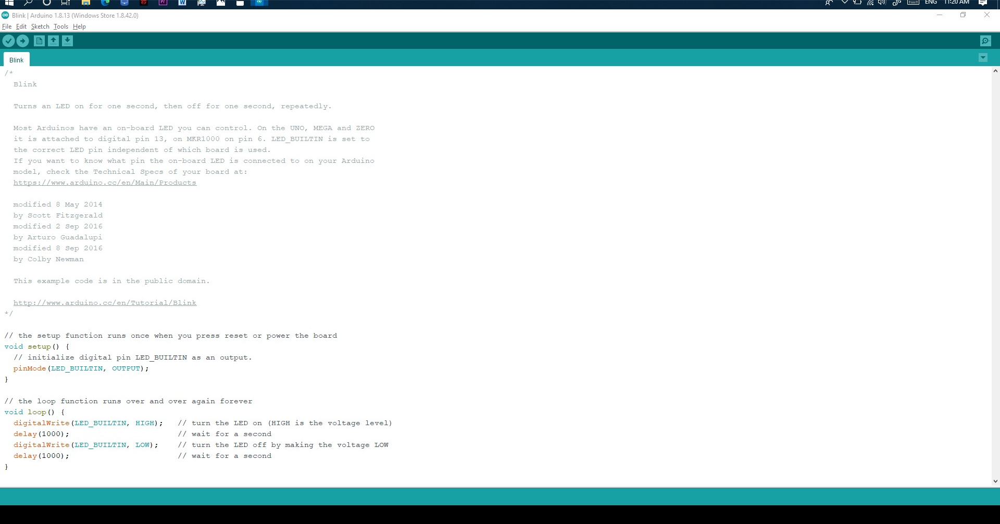 Pr
W
ENG
11:20 AM
Blink | Arduino 1.8.13 (Windows Store 1.8.42.0)
File Edit Sketch Tools Help
Blink
/*
  Blink

  Turns an LED on for one second, then off for one second, repeatedly.

  Most Arduinos have an on-board LED you can control. On the UNO, MEGA and ZERO
  it is attached to digital pin 13, on MKR1000 on pin 6. LED_BUILTIN is set to
  the correct LED pin independent of which board is used.
  If you want to know what pin the on-board LED is connected to on your Arduino
  model, check the Technical Specs of your board at:
  https://www.arduino.cc/en/Main/Products

  modified 8 May 2014
  by Scott Fitzgerald
  modified 2 Sep 2016
  by Arturo Guadalupi
  modified 8 Sep 2016
  by Colby Newman

  This example code is in the public domain.

  http://www.arduino.cc/en/Tutorial/Blink
*/

// the setup function runs once when you press reset or power the board
void setup() {
  // initialize digital pin LED_BUILTIN as an output.
  pinMode(LED_BUILTIN, OUTPUT);
}

// the loop function runs over and over again forever
void loop() {
  digitalWrite(LED_BUILTIN, HIGH);   // turn the LED on (HIGH is the voltage level)
  delay(1000);                       // wait for a second
  digitalWrite(LED_BUILTIN, LOW);    // turn the LED off by making the voltage LOW
  delay(1000);                       // wait for a second
}